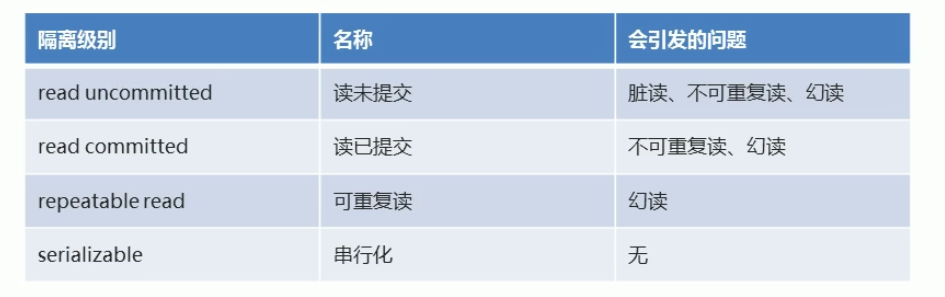 隔离级别 名称 会引发的问题
read uncommitted 读未提交 脏读、不可重复读、幻读
read committed 读已提交 不可重复读、幻读
repeatable read 可重复读 幻读
serializable 串行化 无